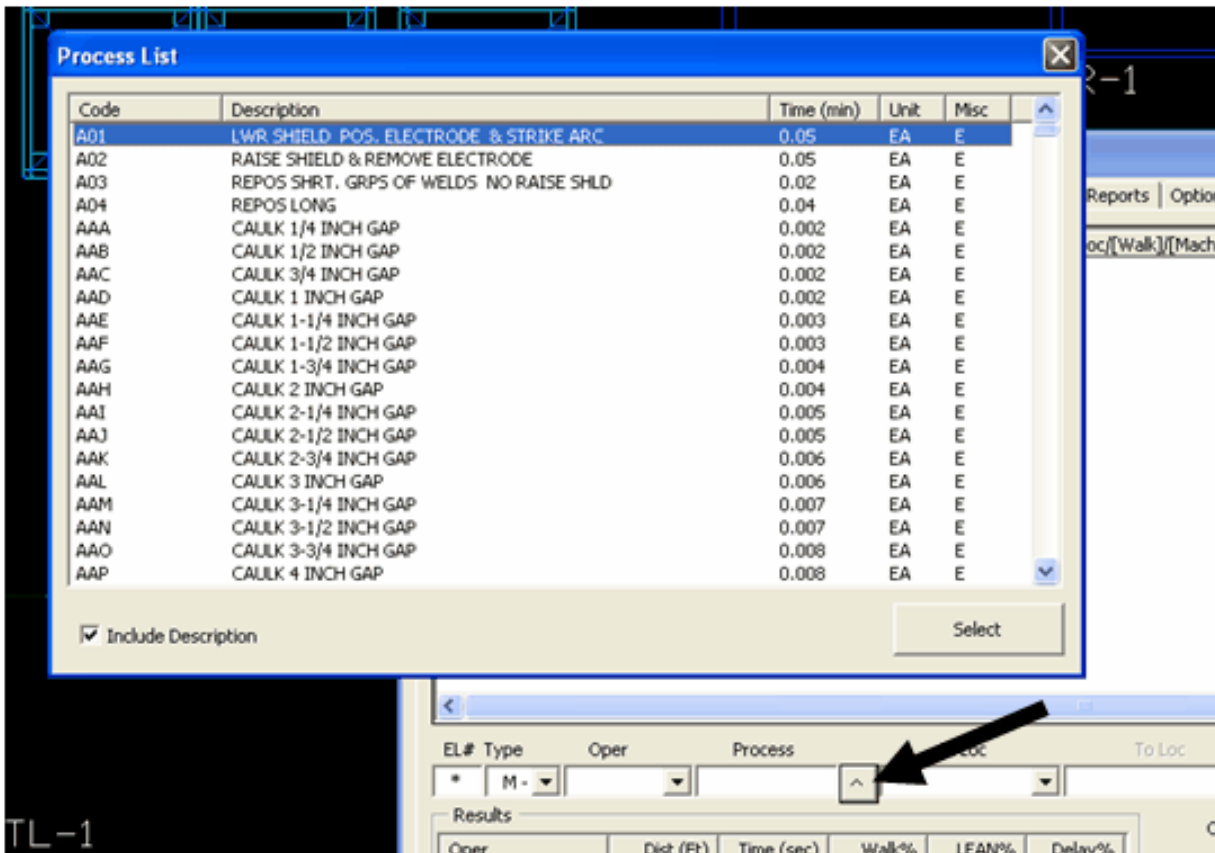 Process List
R-1
Code Description Time (min) Unit Misc
A01 LWR SHIELD POS. ELECTRODE & STRIKE ARC 0.05 EA E
A02 RAISE SHIELD & REMOVE ELECTRODE 0.05 EA E
A03 REPOS SHRT. GRPS OF WELDS NO RAISE SHLD 0.02 EA E
Reports Option
A04 REPOS LONG 0.04 EA E
AAA CAULK 1/4 INCH GAP 0.002 EA E
AAB CAULK 1/2 INCH GAP 0.002 EA E
oc/[Walk]/[Mach
AAC CAULK 3/4 INCH GAP 0.002 EA E
AAD CAULK 1 INCH GAP 0.002 EA E
AAE CAULK 1-1/4 INCH GAP 0.003 EA E
AAF CAULK 1-1/2 INCH GAP 0.003 EA E
AAG CAULK 1-3/4 INCH GAP 0.004 EA E
AAH CAULK 2 INCH GAP 0.004 EA E
AAI CAULK 2-1/4 INCH GAP 0.005 EA E
AAJ CAULK 2-1/2 INCH GAP 0.005 EA E
AAK CAULK 2-3/4 INCH GAP 0.006 EA E
AAL CAULK 3 INCH GAP 0.006 EA E
AAM CAULK 3-1/4 INCH GAP 0.007 EA E
AAN CAULK 3-1/2 INCH GAP 0.007 EA E
AAO CAULK 3-3/4 INCH GAP 0.008 EA E
AAP CAULK 4 INCH GAP 0.008 EA E
Include Description Select
EL# Type Oper Process Loc To Loc
* M -
Results
TL-1
Oper Dist (Ft) Time (sec) Walk% LEAN% Delay%